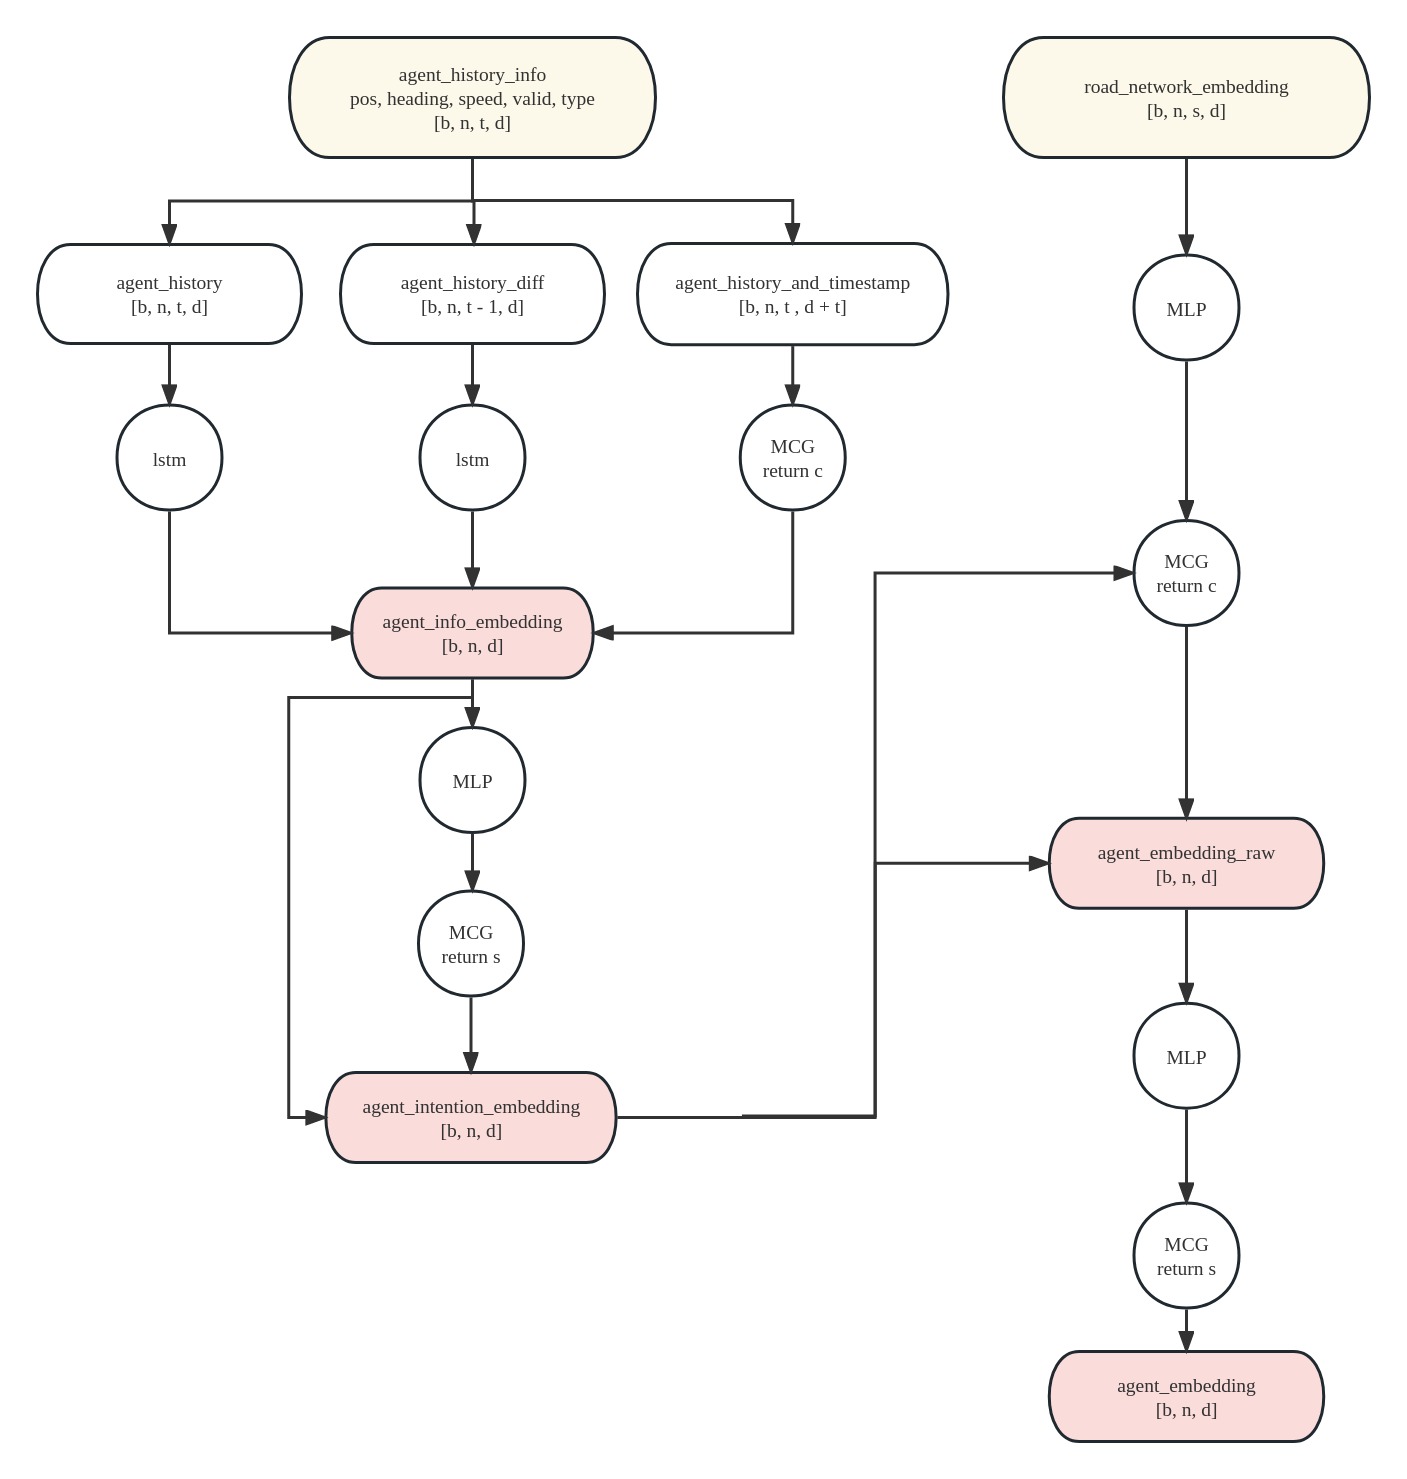 agent_history_info
pos, heading, speed, valid, type
[b, n, t, d]
road_network_embedding
[b, n, s, d]
agent_history
[b, n, t, d]
agent_history_diff
[b, n, t - 1, d]
agent_history_and_timestamp
[b, n, t , d + t]
MLP
lstm
lstm
MCG
return c
MCG
return c
agent_info_embedding
[b, n, d]
MLP
agent_embedding_raw
[b, n, d]
MCG
return s
MLP
agent_intention_embedding
[b, n, d]
MCG
return s
agent_embedding
[b, n, d]